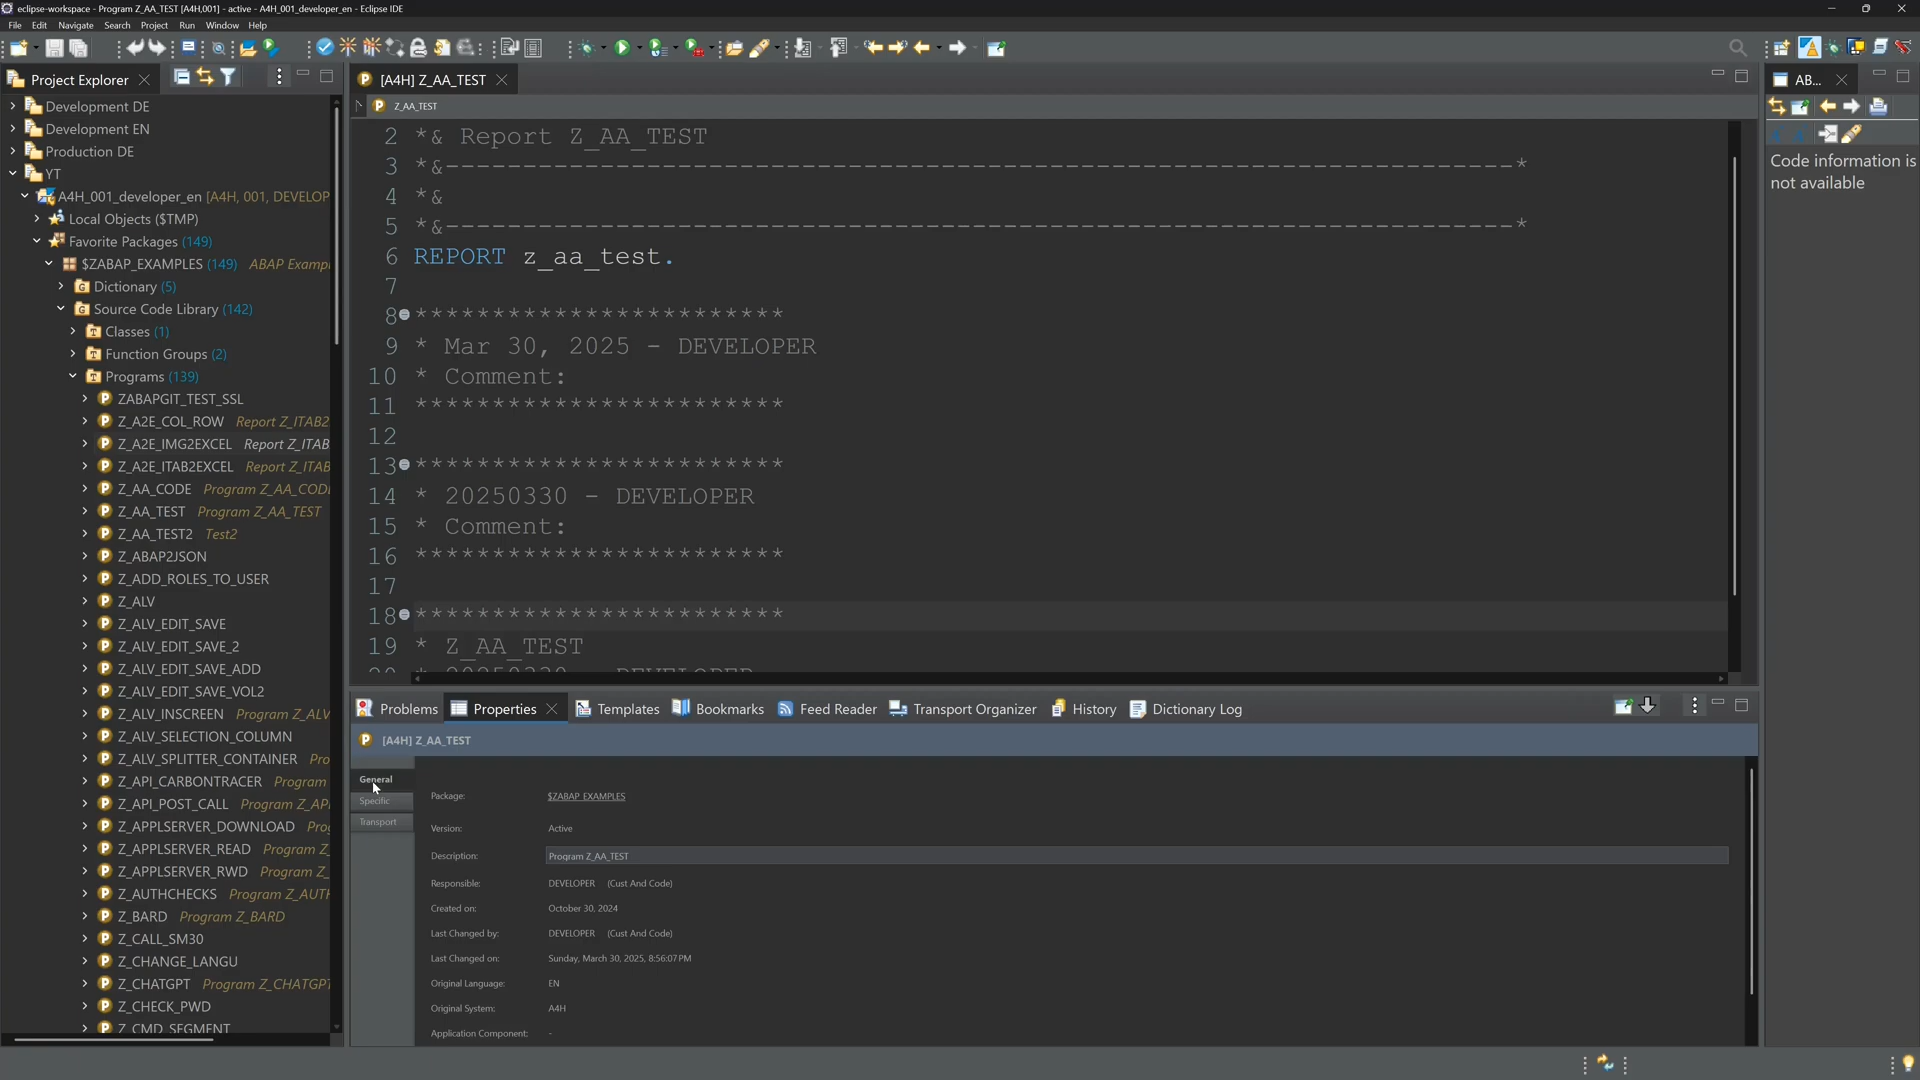 eclipse-workspace - Program Z_AA_TEST [A4H,001] - active - A4H_001_developer_en - Eclipse IDE
File Edit Navigate Search Project Run Window Help
Project Explorer
Development DE
Development EN
Production DE
YT
A4H_001_developer_en [A4H, 001, DEVELOP
Local Objects ($TMP)
Favorite Packages (149)
$ZABAP_EXAMPLES (149) ABAP Exampl
Dictionary (5)
Source Code Library (142)
Classes (1)
Function Groups (2)
Programs (139)
ZABAPGIT_TEST_SSL
Z_A2E_COL_ROW Report Z_ITAB2
Z_A2E_IMG2EXCEL Report Z_ITAB
Z_A2E_ITAB2EXCEL Report Z_ITAB
Z_AA_CODE Program Z_AA_COD
Z_AA_TEST Program Z_AA_TEST
Z_AA_TEST2 Test2
Z_ABAP2JSON
Z_ADD_ROLES_TO_USER
Z_ALV
Z_ALV_EDIT_SAVE
Z_ALV_EDIT_SAVE_2
Z_ALV_EDIT_SAVE_ADD
Z_ALV_EDIT_SAVE_VOL2
Z_ALV_INSCREEN Program Z_ALV
Z_ALV_SELECTION_COLUMN
Z_ALV_SPLITTER_CONTAINER Pro
Z_API_CARBONTRACER Program
Z_API_POST_CALL Program Z_API
Z_APPLSERVER_DOWNLOAD Prog
Z_APPLSERVER_READ Program Z_
Z_APPLSERVER_RWD Program Z_
Z_AUTHCHECKS Program Z_AUTH
Z_BARD Program Z_BARD
Z_CALL_SM30
Z_CHANGE_LANGU
Z_CHATGPT Program Z_CHATGPT
Z_CHECK_PWD
Z_CMD_SEGMENT
[A4H] Z_AA_TEST
Z_AA_TEST
2 *& Report Z_AA_TEST
3 *&---------------------------------------------------------------------*
4 *&
5 *&---------------------------------------------------------------------*
6 REPORT z_aa_test.
7
8 ************************
9 * Mar 30, 2025 - DEVELOPER
10 * Comment:
11 ************************
12
13 ************************
14 * 20250330 - DEVELOPER
15 * Comment:
16 ************************
17
18 ************************
19 * Z_AA_TEST
20 * 20250330 - DEVELOPER
Problems Properties Templates Bookmarks Feed Reader Transport Organizer History Dictionary Log
[A4H] Z_AA_TEST
General
Specific
Transport
Package: $ZABAP_EXAMPLES
Version: Active
Description: Program Z_AA_TEST
Responsible: DEVELOPER (Cust And Code)
Created on: October 30, 2024
Last Changed by: DEVELOPER (Cust And Code)
Last Changed on: Sunday, March 30, 2025, 8:56:07 PM
Original Language: EN
Original System: A4H
Application Component: -
AB...
Code information is
not available